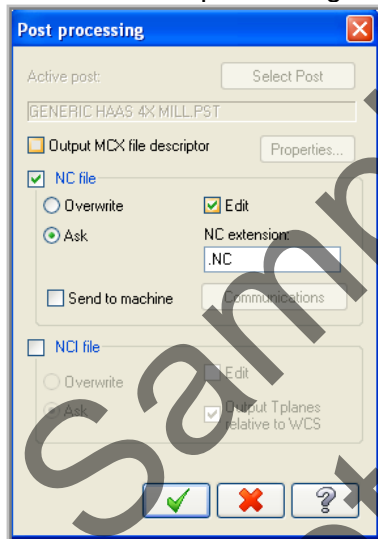 Post processing
Active post:
Select Post
GENERIC HAAS 4X MILL.PST
Output MCX file descriptor
Properties...
NC file
Overwrite
Edit
Ask
NC extension:
.NC
Send to machine
Communications
NCI file
Overwrite
Edit
Ask
Output Tplanes
relative to WCS
Sample